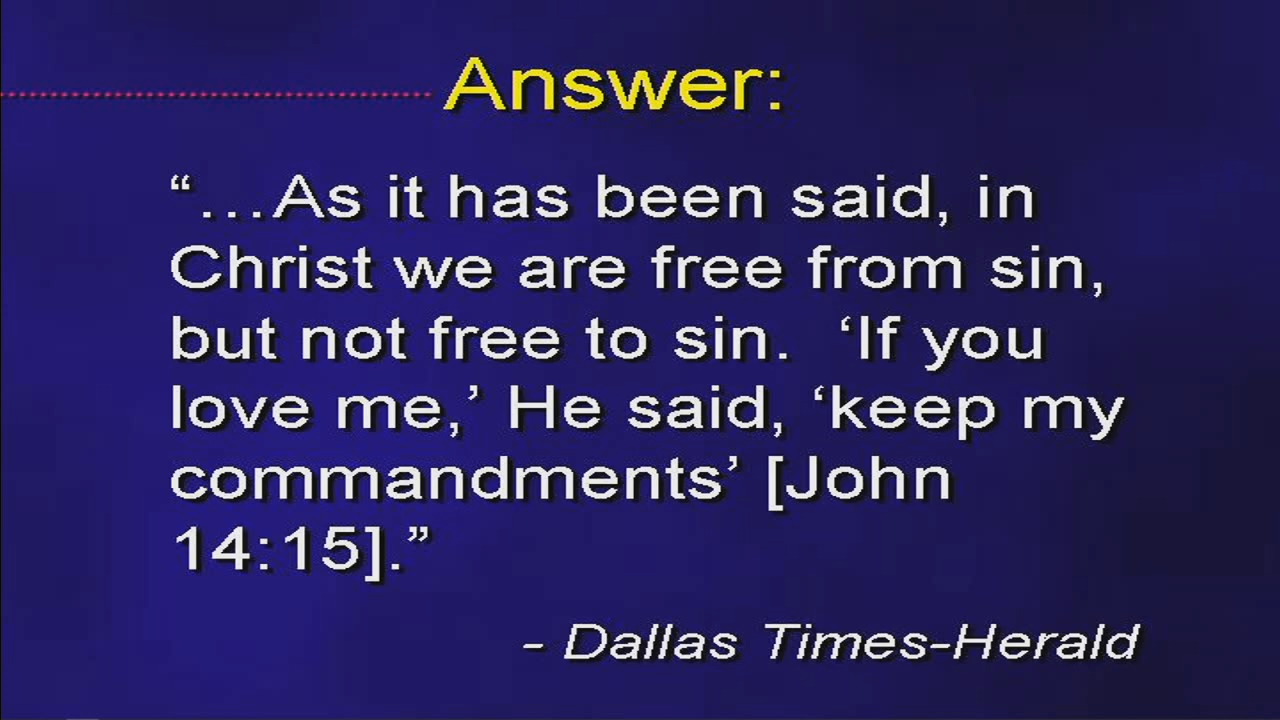 Answer:
“…As it has been said, in
Christ we are free from sin,
but not free to sin.  ‘If you
love me,’ He said, ‘keep my
commandments’ [John
14:15].”
- Dallas Times-Herald